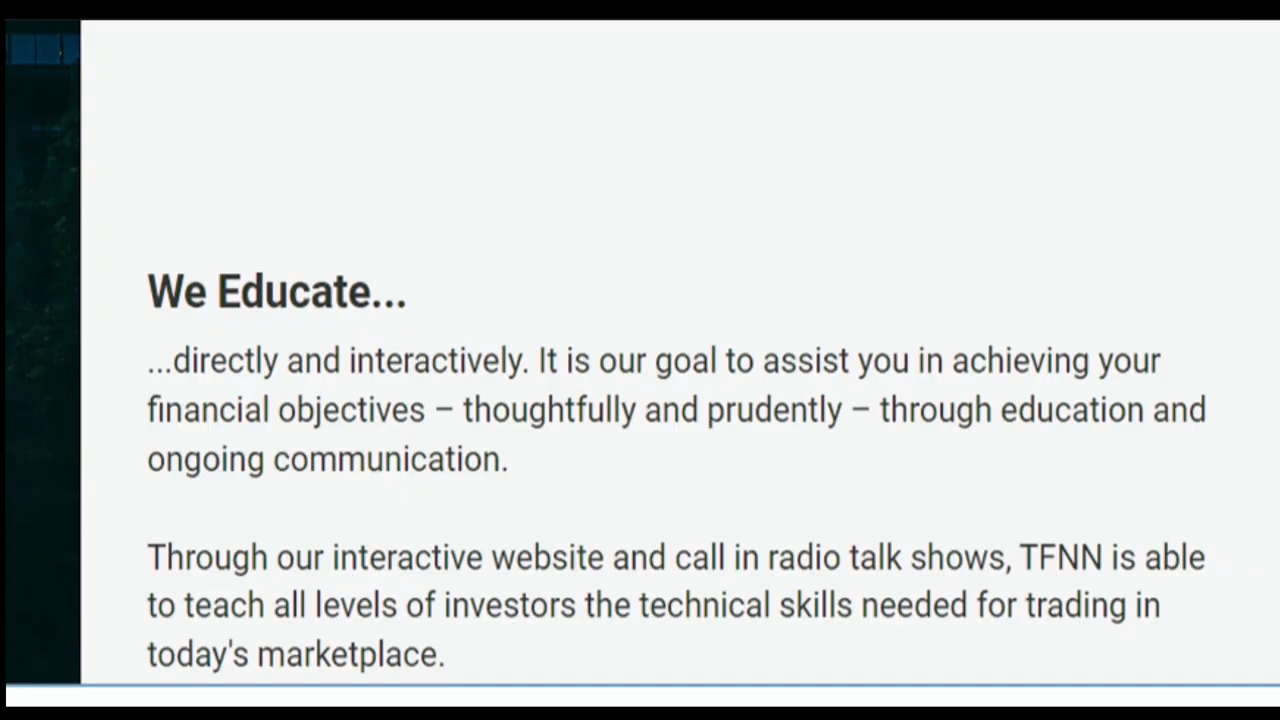 We Educate...
...directly and interactively. It is our goal to assist you in achieving your
financial objectives – thoughtfully and prudently – through education and
ongoing communication.
Through our interactive website and call in radio talk shows, TFNN is able
to teach all levels of investors the technical skills needed for trading in
today's marketplace.